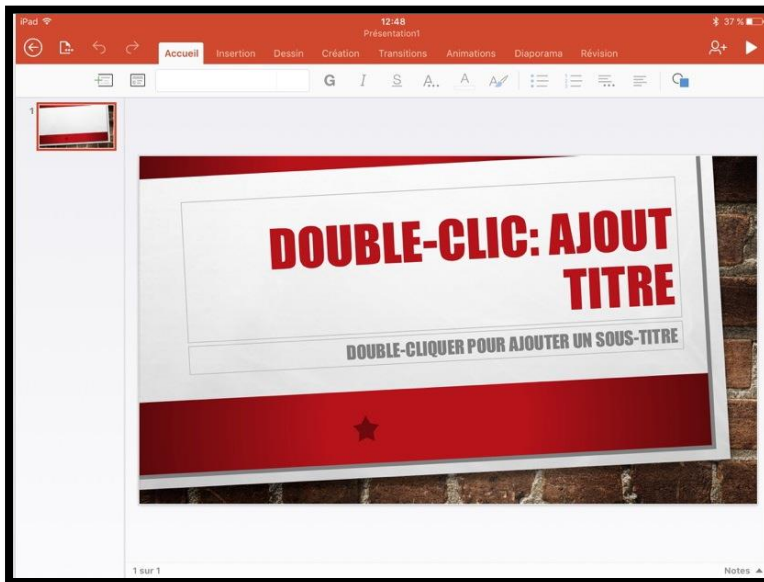 iPad
12:48
37 %
Présentation1
Accueil Insertion Dessin Création Transitions Animations Diaporama Révision
G I S A... A A
1
DOUBLE-CLIC: AJOUT
TITRE
DOUBLE-CLIQUER POUR AJOUTER UN SOUS-TITRE
1 sur 1
Notes